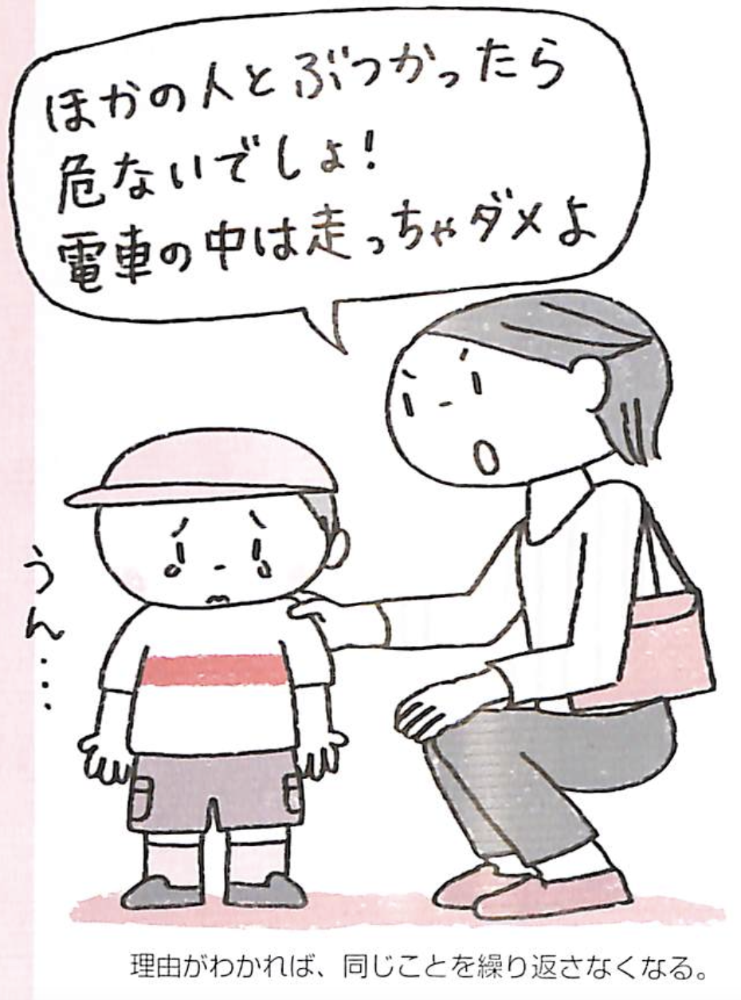 ほかの人とぶつかったら
危ないでしょ!
電車の中は走っちゃダメよ
うん…
理由がわかれば、同じことを繰り返さなくなる。